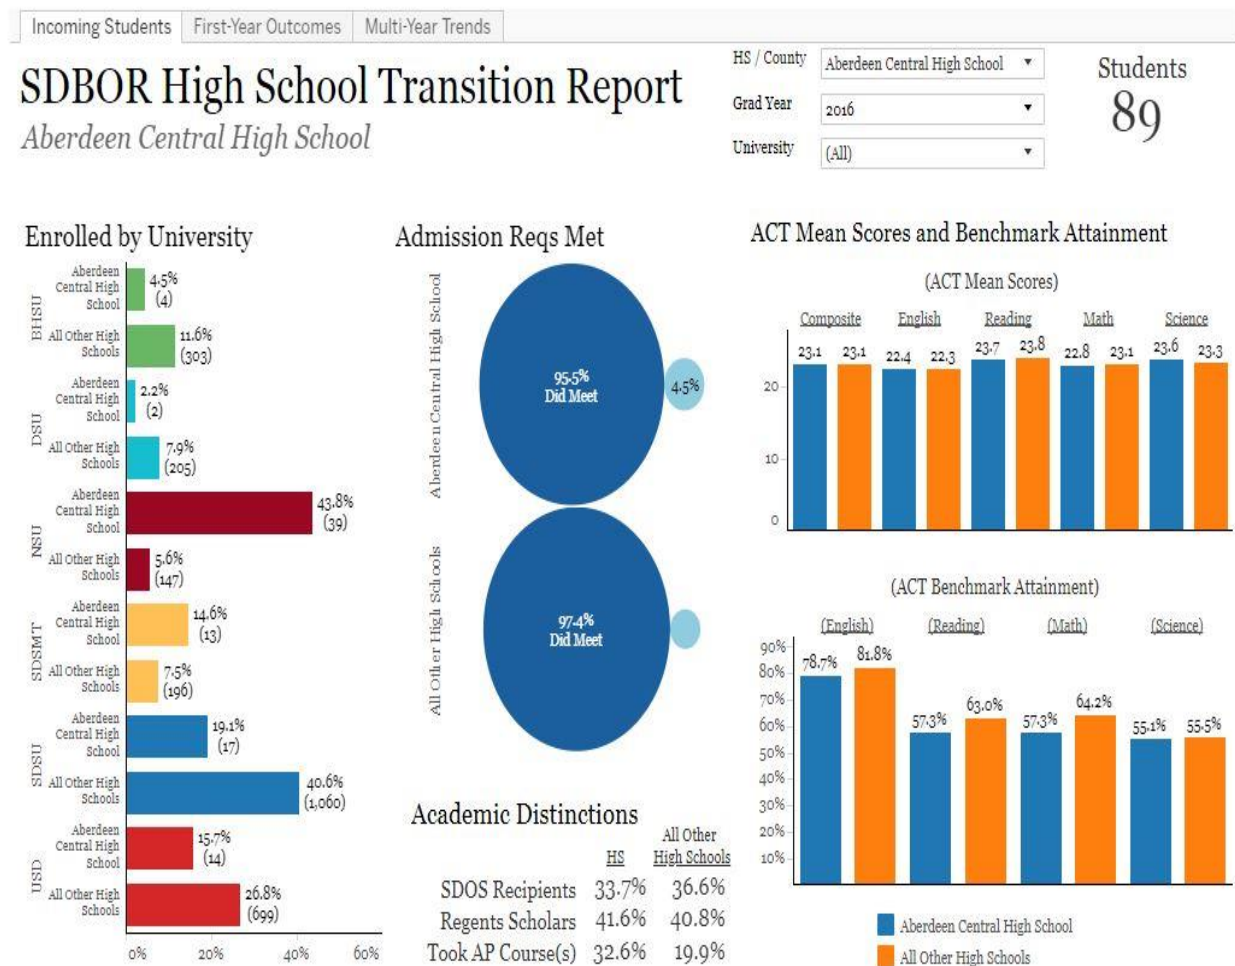 Incoming Students First-Year Outcomes Multi-Year Trends
SDBOR High School Transition Report
Aberdeen Central High School
HS / County Aberdeen Central High School
Grad Year 2016
University (All)
Students
89
Enrolled by University
BHSU
Aberdeen
Central High
School
4.5%
(4)
All Other High
Schools
11.6%
(303)
DSU
Aberdeen
Central High
School
2.2%
(2)
All Other High
Schools
7.9%
(205)
NSU
Aberdeen
Central High
School
43.8%
(39)
All Other High
Schools
5.6%
(147)
SDSMT
Aberdeen
Central High
School
14.6%
(13)
All Other High
Schools
7.5%
(196)
SDSU
Aberdeen
Central High
School
19.1%
(17)
All Other High
Schools
40.6%
(1,060)
USD
Aberdeen
Central High
School
15.7%
(14)
All Other High
Schools
26.8%
(699)
0% 20% 40% 60%
Admission Reqs Met
Aberdeen Central High School
95.5%
Did Meet
4.5%
All Other High Schools
97.4%
Did Meet
Academic Distinctions
HS
All Other
High Schools
SDOS Recipients 33.7% 36.6%
Regents Scholars 41.6% 40.8%
Took AP Course(s) 32.6% 19.9%
ACT Mean Scores and Benchmark Attainment
(ACT Mean Scores)
Composite English Reading Math Science
23.1 23.1 22.4 22.3 23.7 23.8 22.8 23.1 23.6 23.3
20
10
0
(ACT Benchmark Attainment)
(English) (Reading) (Math) (Science)
78.7% 81.8% 57.3% 63.0% 57.3% 64.2% 55.1% 55.5%
90%
80%
70%
60%
50%
40%
30%
20%
10%
Aberdeen Central High School
All Other High Schools